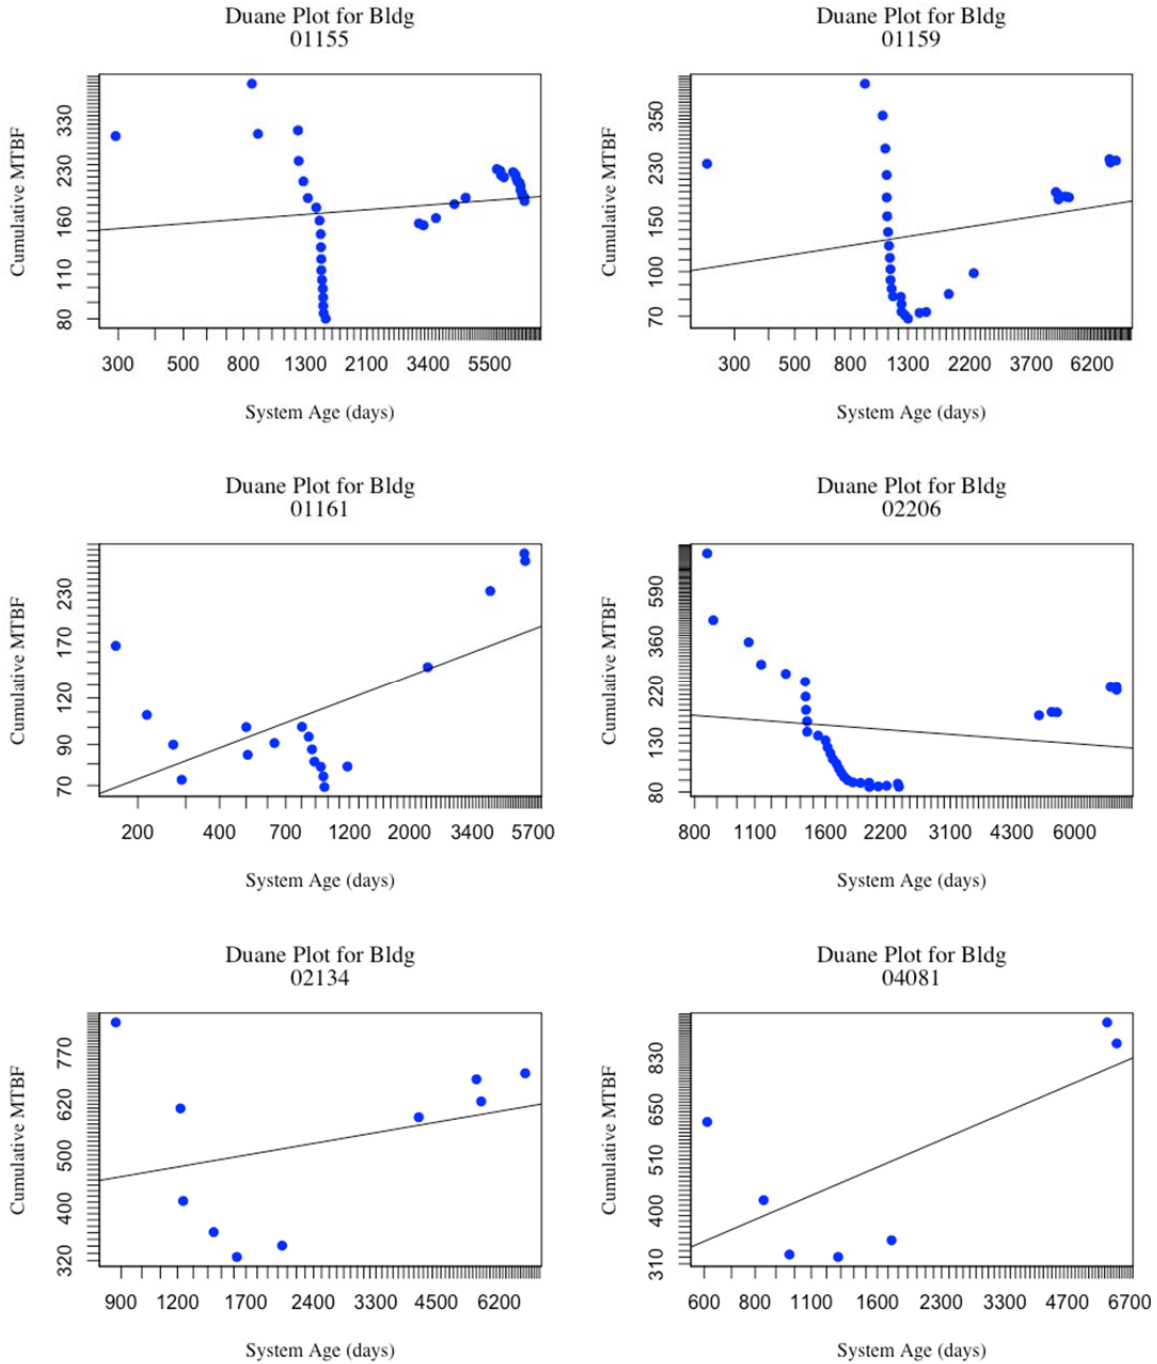 Duane Plot for Bldg
01155
Cumulative MTBF
330
230
160
110
80
300 500 800 1300 2100 3400 5500
System Age (days)
Duane Plot for Bldg
01159
Cumulative MTBF
350
230
150
100
70
300 500 800 1300 2200 3700 6200
System Age (days)
Duane Plot for Bldg
01161
Cumulative MTBF
230
170
120
90
70
200 400 700 1200 2000 3400 5700
System Age (days)
Duane Plot for Bldg
02206
Cumulative MTBF
590
360
220
130
80
800 1100 1600 2200 3100 4300 6000
System Age (days)
Duane Plot for Bldg
02134
Cumulative MTBF
770
620
500
400
320
900 1200 1700 2400 3300 4500 6200
System Age (days)
Duane Plot for Bldg
04081
Cumulative MTBF
830
650
510
400
310
600 800 1100 1600 2300 3300 4700 6700
System Age (days)